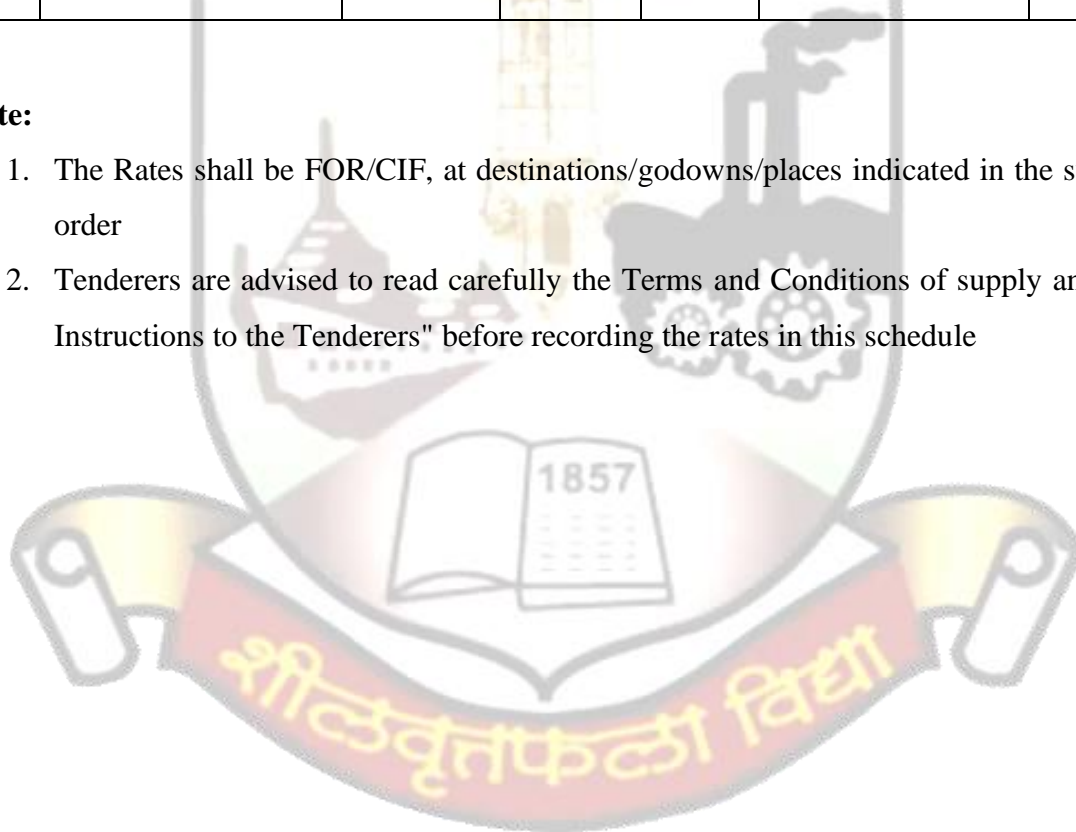 te:
1. The Rates shall be FOR/CIF, at destinations/godowns/places indicated in the s
order
2. Tenderers are advised to read carefully the Terms and Conditions of supply an
Instructions to the Tenderers" before recording the rates in this schedule
1857
शीलवृतफला विद्या